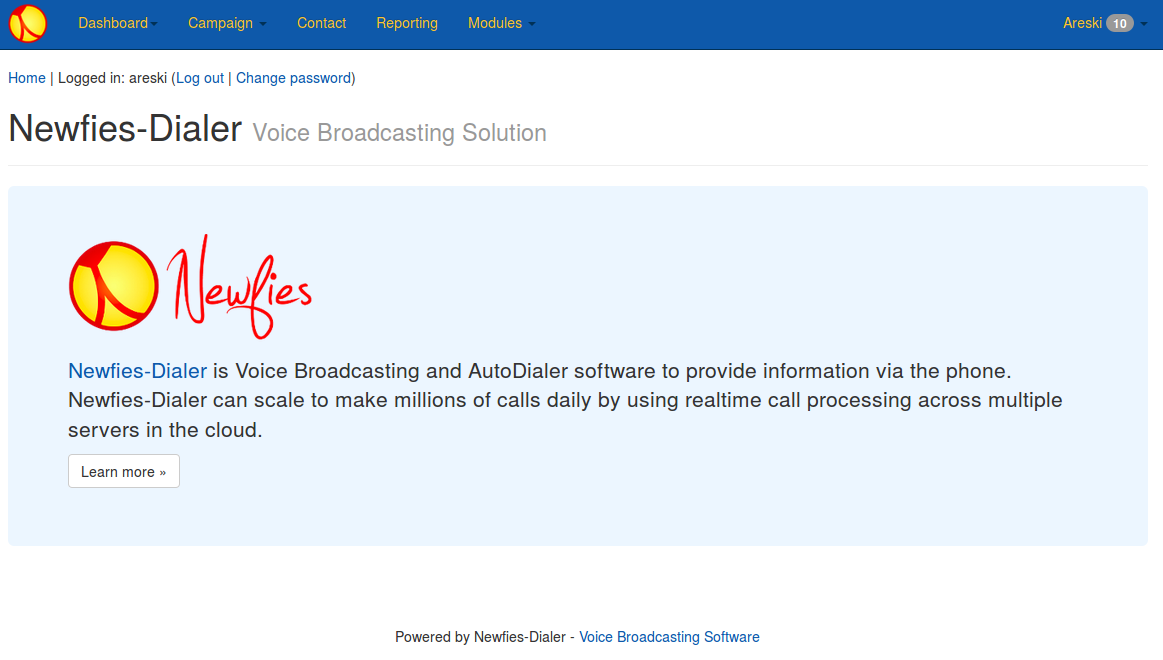 Dashboard Campaign Contact Reporting Modules Areski 10
Home | Logged in: areski (Log out | Change password)
Newfies-Dialer Voice Broadcasting Solution
Newfies
Newfies-Dialer is Voice Broadcasting and AutoDialer software to provide information via the phone.
Newfies-Dialer can scale to make millions of calls daily by using realtime call processing across multiple
servers in the cloud.
Learn more »
Powered by Newfies-Dialer - Voice Broadcasting Software